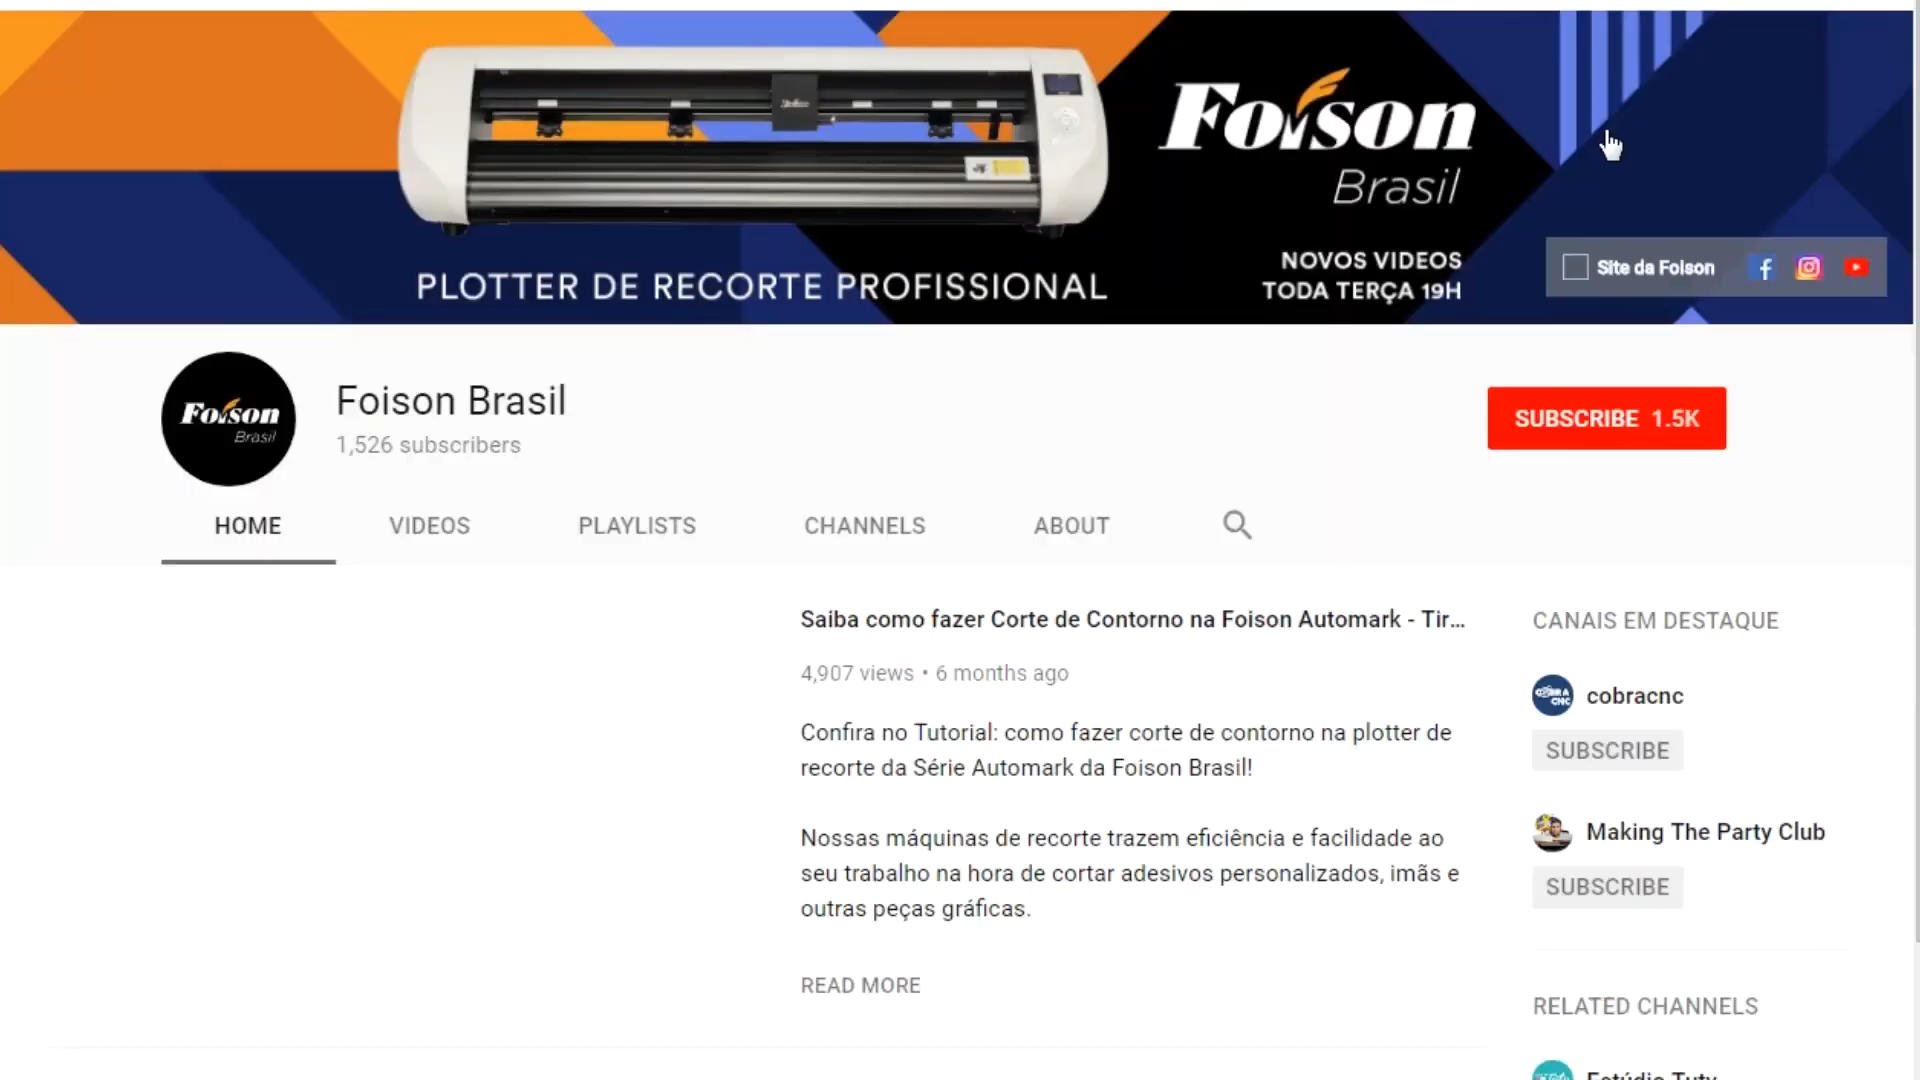 Foison
Brasil
PLOTTER DE RECORTE PROFISSIONAL
NOVOS VIDEOS
TODA TERÇA 19H
Site da Foison
Foison
Brasil
Foison Brasil
1,526 subscribers
SUBSCRIBE 1.5K
HOME VIDEOS PLAYLISTS CHANNELS ABOUT
Saiba como fazer Corte de Contorno na Foison Automark - Tir...
4,907 views • 6 months ago
Confira no Tutorial: como fazer corte de contorno na plotter de
recorte da Série Automark da Foison Brasil!
Nossas máquinas de recorte trazem eficiência e facilidade ao
seu trabalho na hora de cortar adesivos personalizados, imãs e
outras peças gráficas.
READ MORE
CANAIS EM DESTAQUE
COBRA
CNC
cobracnc
SUBSCRIBE
Making The Party Club
SUBSCRIBE
RELATED CHANNELS
Estúdio Tuty